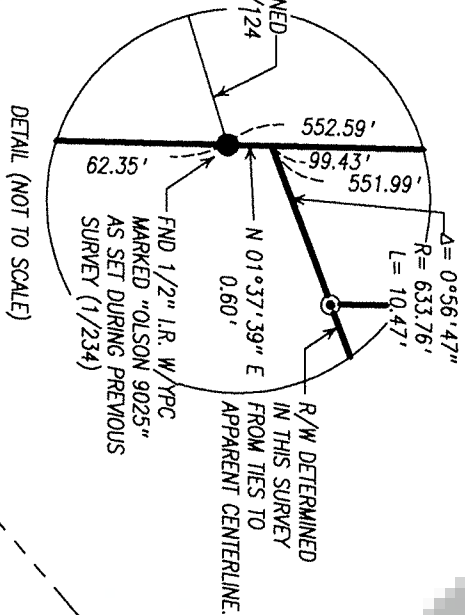 NED
/124
552.59'
99.43'
551.99'
62.35'
Δ= 0°56'47"
R= 633.76'
L= 10.47'
N 01°37'39" E
0.60'
R/W DETERMINED
IN THIS SURVEY
FROM TIES TO
APPARENT CENTERLINE.
FND 1/2" I.R. W/YPC
MARKED "OLSON 9025"
AS SET DURING PREVIOUS
SURVEY (1/234)
DETAIL (NOT TO SCALE)